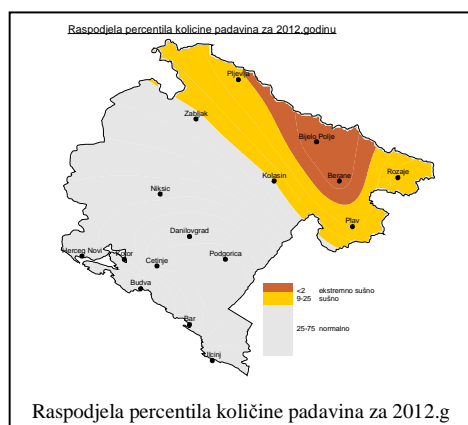 Raspodjela percentila kolicine padavina za 2012.godinu
Pljevlja
Bijelo Polje
Zabljak
Rozaje
Kolasin
Berane
Niksic
Plav
Danilovgrad
Herceg Novi
Kotor
Cetinje
Podgorica
Budva
Bar
Ulcinj
<2 ekstremno sušno
9-25 sušno
25-75 normalno
Raspodjela percentila količine padavina za 2012.g